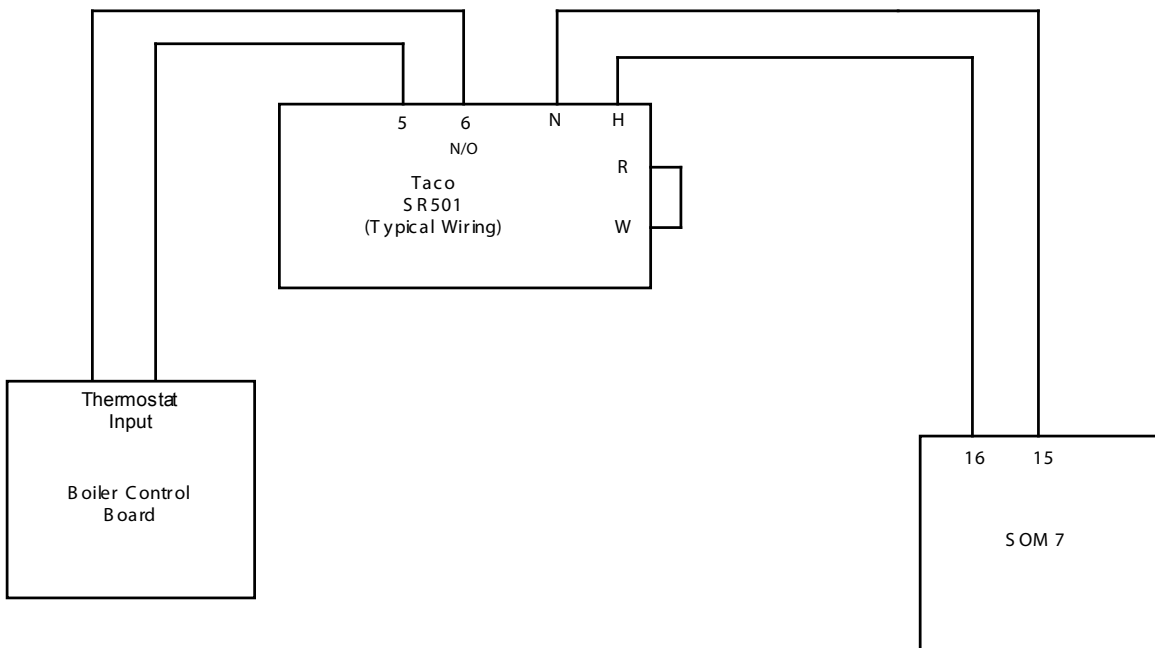 5 6 N H
N/O
R
Taco
SR501
(Typical Wiring)
W
Thermostat
Input
Boiler Control
Board
16 15
SOM 7